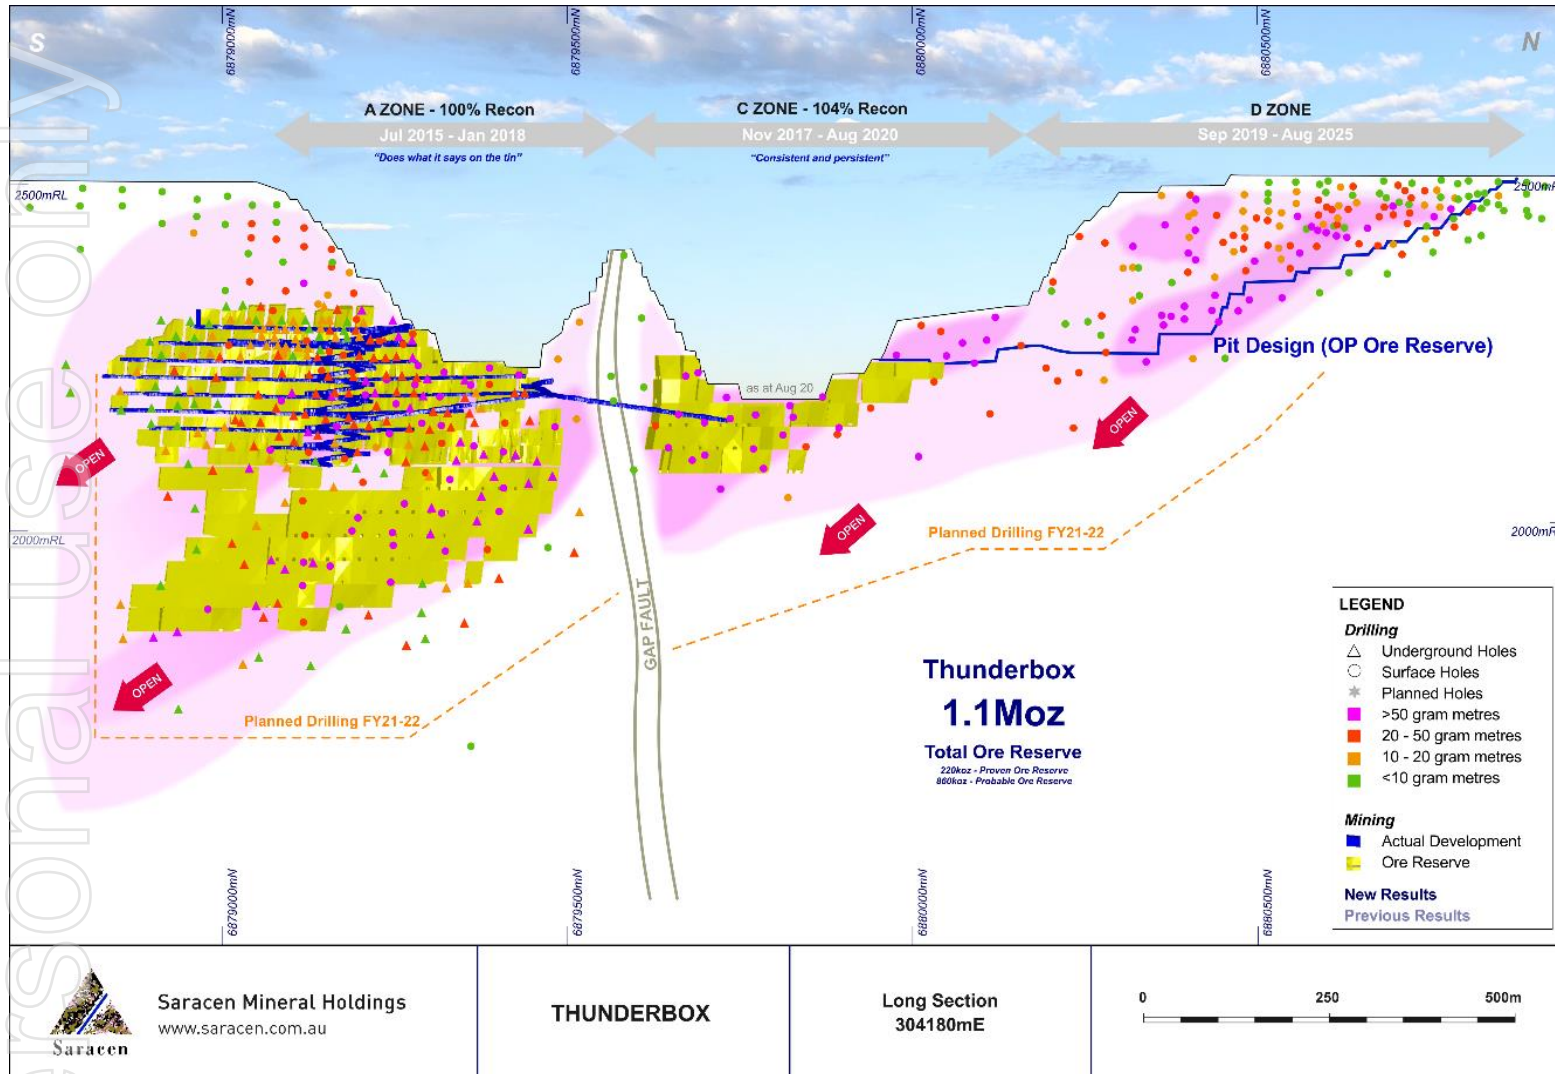 S
N
6879000mN
6879500mN
6880000mN
6880500mN
A ZONE - 100% Recon
Jul 2015 - Jan 2018
"Does what it says on the tin"
C ZONE - 104% Recon
Nov 2017 - Aug 2020
"Consistent and persistent"
D ZONE
Sep 2019 - Aug 2025
2500mRL
2500mR
Pit Design (OP Ore Reserve)
as at Aug 20
OPEN
OPEN
OPEN
OPEN
2000mRL
2000mR
Planned Drilling FY21-22
Planned Drilling FY21-22
GAP FAULT
Thunderbox
1.1Moz
Total Ore Reserve
220koz - Proven Ore Reserve
860koz - Probable Ore Reserve
LEGEND
Drilling
Underground Holes
Surface Holes
Planned Holes
>50 gram metres
20 - 50 gram metres
10 - 20 gram metres
<10 gram metres
Mining
Actual Development
Ore Reserve
New Results
Previous Results
6879000mN
6879500mN
6880000mN
6880500mN
Saracen
Saracen Mineral Holdings
www.saracen.com.au
THUNDERBOX
Long Section
304180mE
0 250 500m
ersonal use only